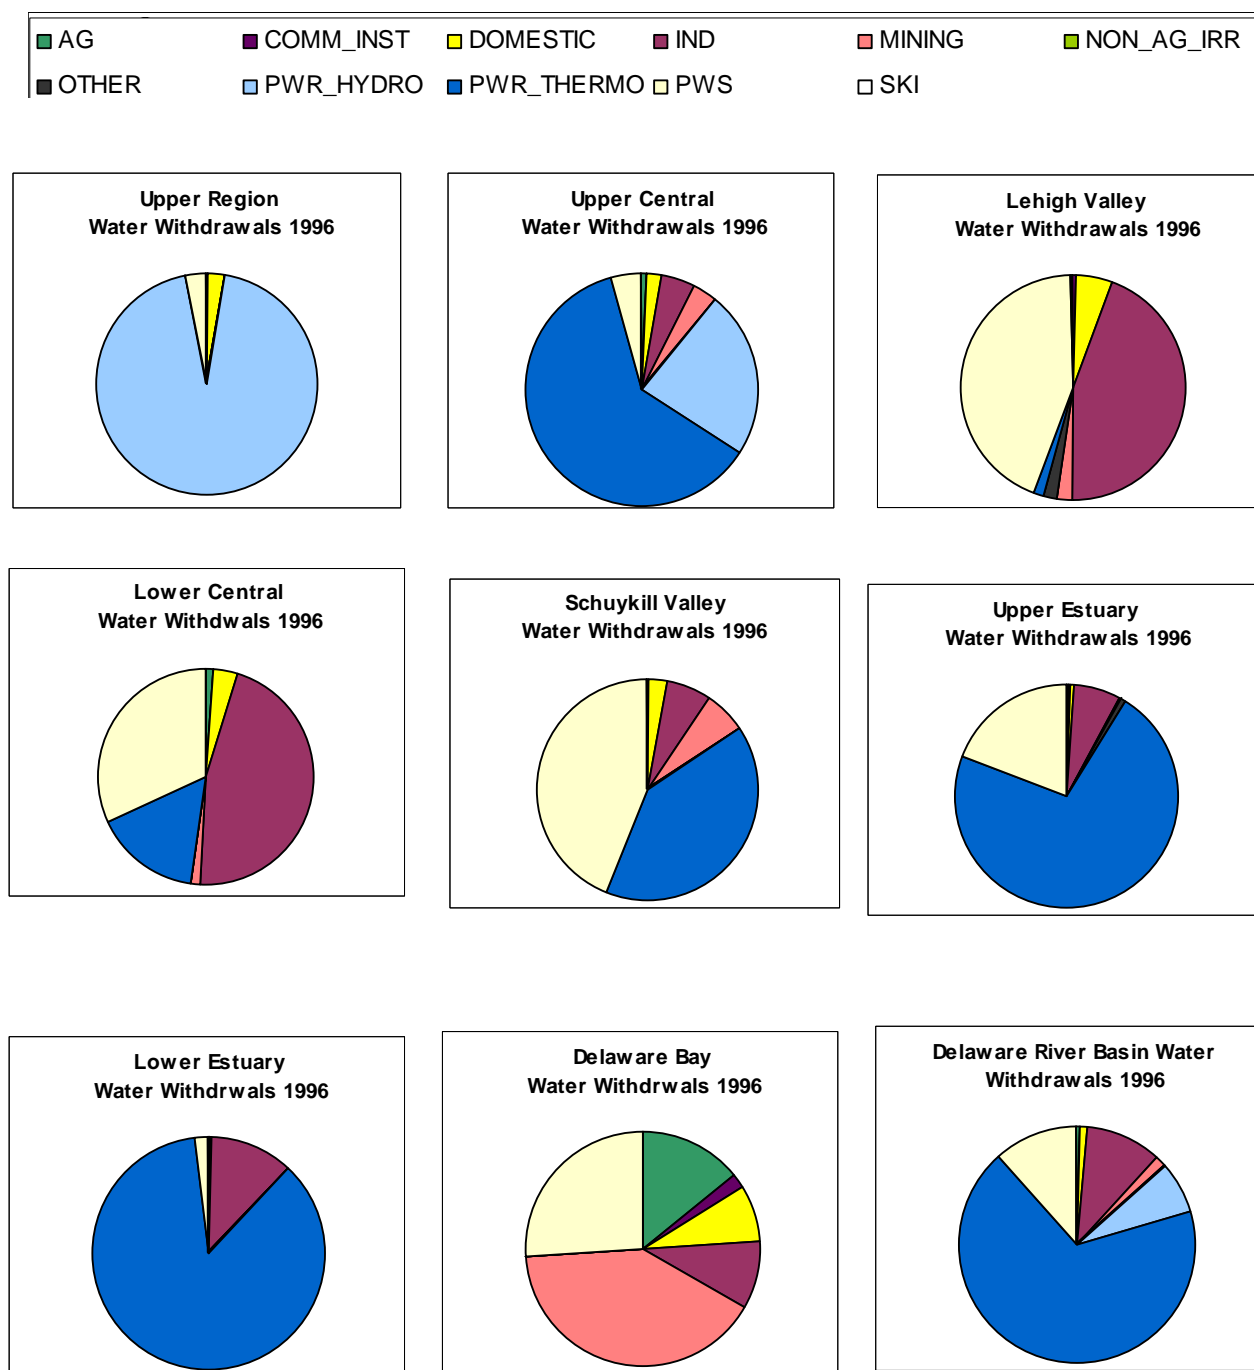 AG COMM_INST DOMESTIC IND MINING NON_AG_IRR
OTHER PWR_HYDRO PWR_THERMO PWS SKI
Upper Region
Water Withdrawals 1996
Upper Central
Water Withdrawals 1996
Lehigh Valley
Water Withdrawals 1996
Lower Central
Water Withdwals 1996
Schuykill Valley
Water Withdrawals 1996
Upper Estuary
Water Withdrawals 1996
Lower Estuary
Water Withdrwals 1996
Delaware Bay
Water Withdrwals 1996
Delaware River Basin Water
Withdrawals 1996